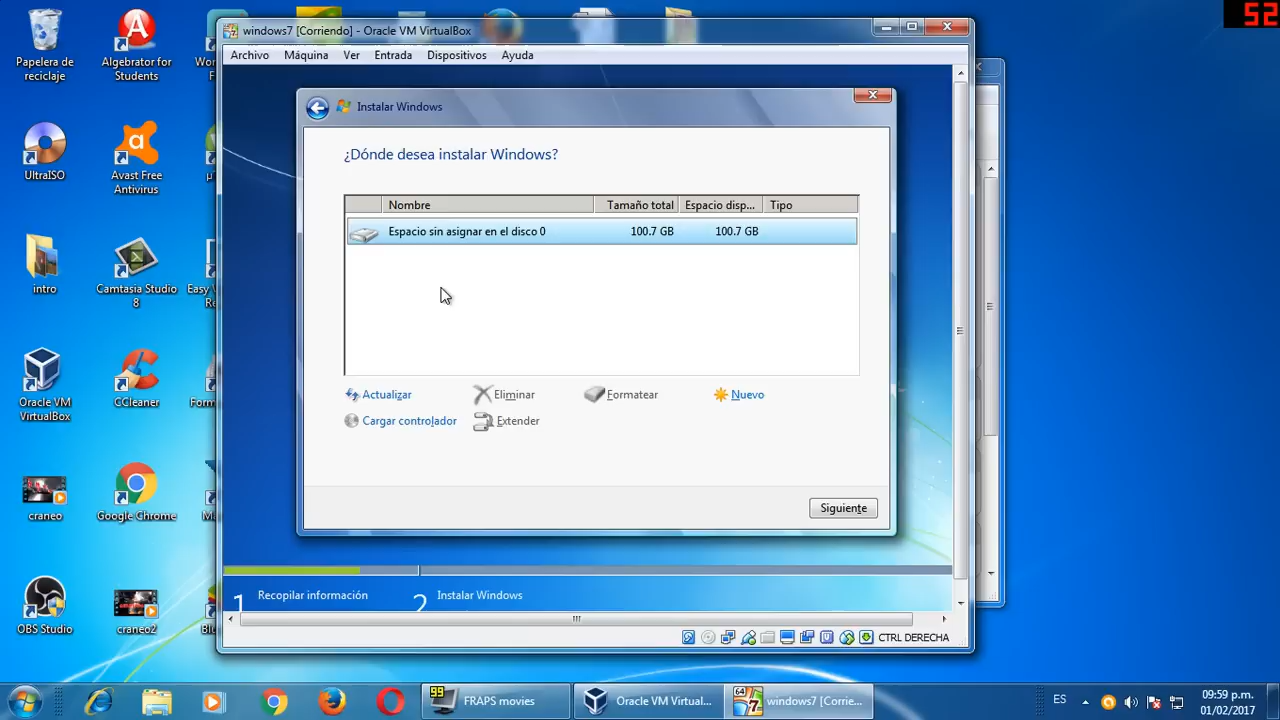 52
windows7 [Corriendo] - Oracle VM VirtualBox
Archivo Máquina Ver Entrada Dispositivos Ayuda
Papelera de reciclaje
Algebrator for Students
UltraISO
Avast Free Antivirus
intro
Camtasia Studio 8
Oracle VM VirtualBox
CCleaner
craneo
Google Chrome
OBS Studio
craneo2
Instalar Windows
¿Dónde desea instalar Windows?
Nombre Tamaño total Espacio disp... Tipo
Espacio sin asignar en el disco 0 100.7 GB 100.7 GB
Actualizar Eliminar Formatear Nuevo
Cargar controlador Extender
Siguiente
1 Recopilar información 2 Instalar Windows
CTRL DERECHA
99 FRAPS movies
Oracle VM Virtual...
64 7 windows7 [Corrie...
ES
09:59 p.m.
01/02/2017